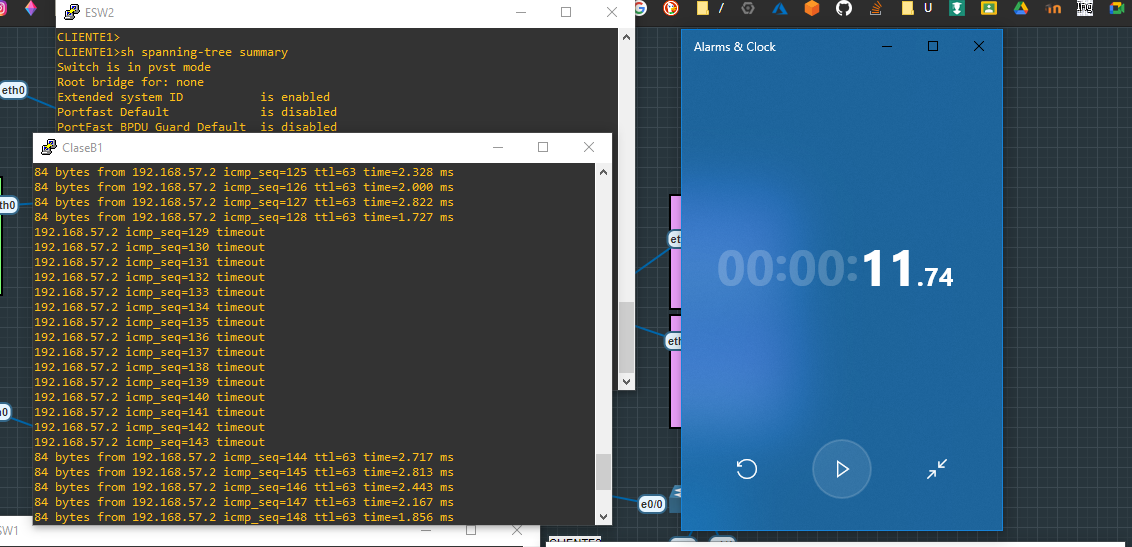 ESW2
CLIENTE1>
CLIENTE1>sh spanning-tree summary
Switch is in pvst mode
Root bridge for: none
Extended system ID           is enabled
Portfast Default             is disabled
PortFast BPDU Guard Default  is disabled
ClaseB1
84 bytes from 192.168.57.2 icmp_seq=125 ttl=63 time=2.328 ms
84 bytes from 192.168.57.2 icmp_seq=126 ttl=63 time=2.000 ms
84 bytes from 192.168.57.2 icmp_seq=127 ttl=63 time=2.822 ms
84 bytes from 192.168.57.2 icmp_seq=128 ttl=63 time=1.727 ms
192.168.57.2 icmp_seq=129 timeout
192.168.57.2 icmp_seq=130 timeout
192.168.57.2 icmp_seq=131 timeout
192.168.57.2 icmp_seq=132 timeout
192.168.57.2 icmp_seq=133 timeout
192.168.57.2 icmp_seq=134 timeout
192.168.57.2 icmp_seq=135 timeout
192.168.57.2 icmp_seq=136 timeout
192.168.57.2 icmp_seq=137 timeout
192.168.57.2 icmp_seq=138 timeout
192.168.57.2 icmp_seq=139 timeout
192.168.57.2 icmp_seq=140 timeout
192.168.57.2 icmp_seq=141 timeout
192.168.57.2 icmp_seq=142 timeout
192.168.57.2 icmp_seq=143 timeout
84 bytes from 192.168.57.2 icmp_seq=144 ttl=63 time=2.717 ms
84 bytes from 192.168.57.2 icmp_seq=145 ttl=63 time=2.813 ms
84 bytes from 192.168.57.2 icmp_seq=146 ttl=63 time=2.443 ms
84 bytes from 192.168.57.2 icmp_seq=147 ttl=63 time=2.167 ms
84 bytes from 192.168.57.2 icmp_seq=148 ttl=63 time=1.856 ms
eth0
th0
SW1
/
U
Alarms & Clock
00:00:11.74
et
eth
e0/0